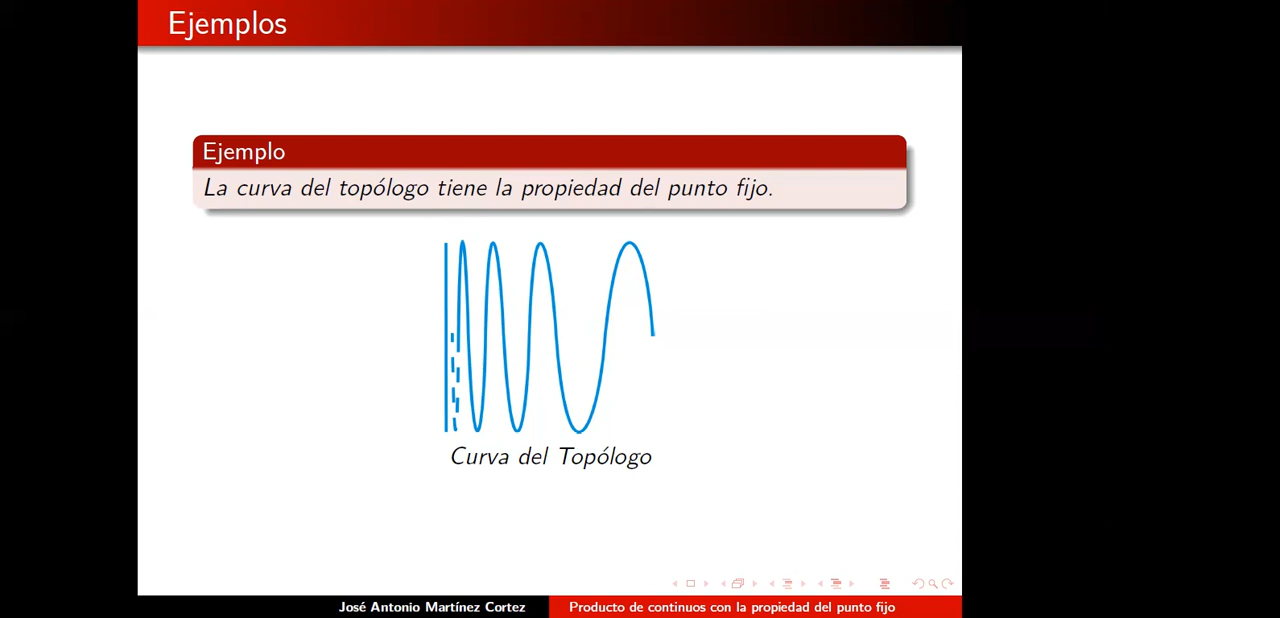 Ejemplos
Ejemplo
La curva del topólogo tiene la propiedad del punto fijo.
Curva del Topólogo
José Antonio Martínez Cortez
Producto de continuos con la propiedad del punto fijo